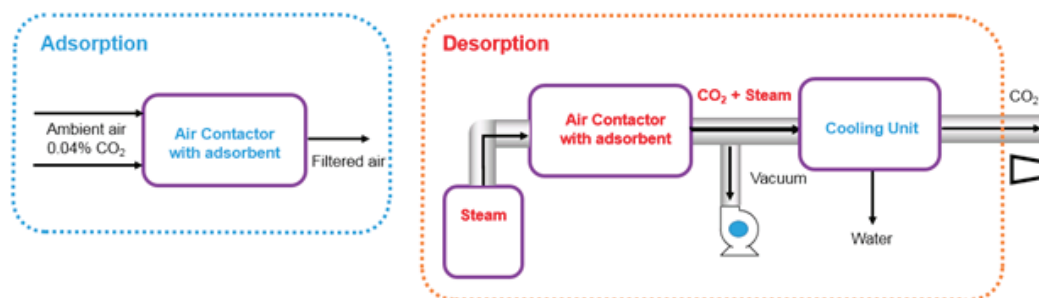 Adsorption
Ambient air
0.04% CO₂
Air Contactor
with adsorbent
Filtered air
Desorption
Steam
Air Contactor
with adsorbent
CO₂ + Steam
Vacuum
Cooling Unit
Water
CO₂